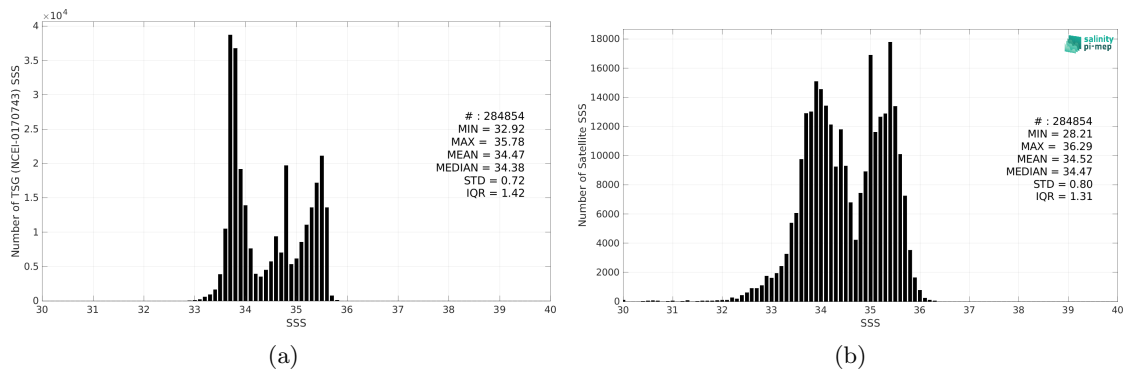 ×10⁴
4
3.5
3
2.5
2
1.5
1
0.5
0
30 31 32 33 34 35 36 37 38 39 40
SSS
Number of TSG (NCEI-0170743) SSS
# : 284854
MIN = 32.92
MAX = 35.78
MEAN = 34.47
MEDIAN = 34.38
STD = 0.72
IQR = 1.42
(a)
18000
16000
14000
12000
10000
8000
6000
4000
2000
0
30 31 32 33 34 35 36 37 38 39 40
SSS
Number of Satellite SSS
salinity
pi-mep
# : 284854
MIN = 28.21
MAX = 36.29
MEAN = 34.52
MEDIAN = 34.47
STD = 0.80
IQR = 1.31
(b)